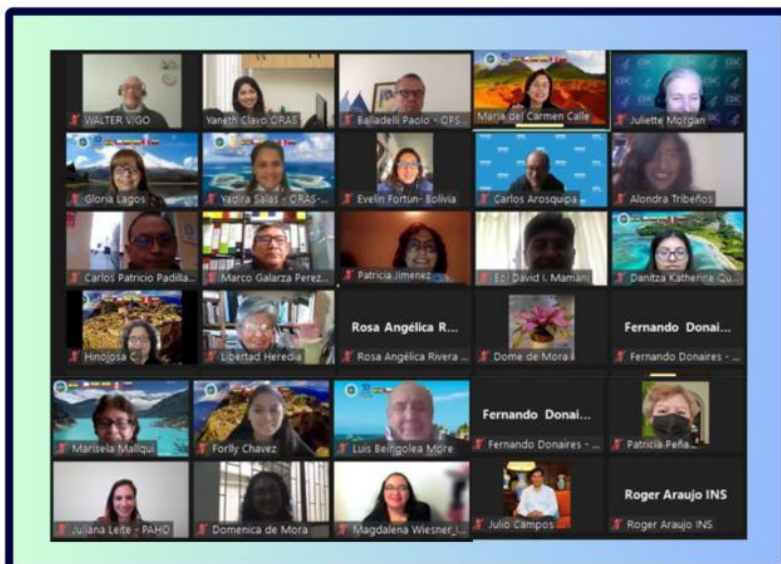 WALTER VIGO
Yaneth Clavo ORAS
Balladelli Paolo - OPS
Maria del Carmen Calle
Juliette Morgan
CDC
Gloria Lagos
Yadira Salas - ORAS-...
Evelin Fortun- Bolivia
Carlos Arosquipa
Alondra Tribeños
Carlos Patricio Padilla...
Marco Galarza Perez...
Patricia Jimenez
Bol David I. Mamani
Danitza Katherine Qu...
Hinojosa C.
Libertad Heredia
Rosa Angélica R...
Rosa Angélica Rivera ...
Dome de Mora
Fernando Donai...
Fernando Donaires - ...
Marisela Mallqui
Forlly Chavez
Luis Beingolea More
Fernando Donai...
Fernando Donaires - ...
Patricia Peña
Juliana Leite - PAHO
Domenica de Mora
Magdalena Wiesner_I...
Julio Campos
Roger Araujo INS
Roger Araujo INS